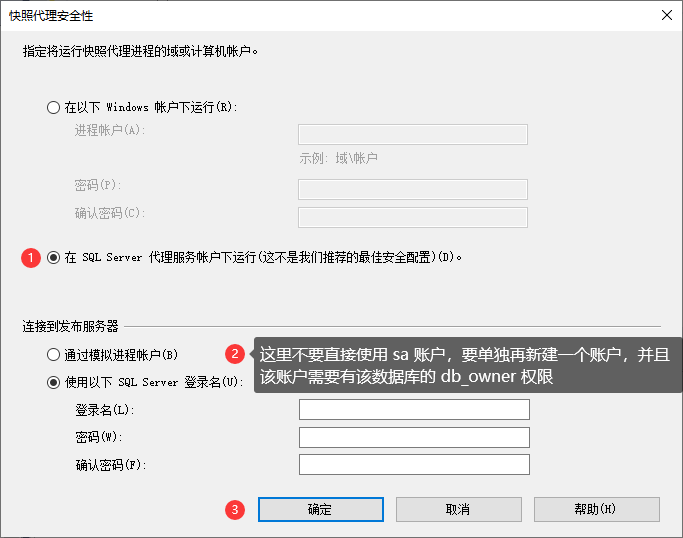 快照代理安全性
指定将运行快照代理进程的域或计算机帐户。
在以下 Windows 帐户下运行(R):
进程帐户(A):
示例: 域\帐户
密码(P):
确认密码(C):
1 在 SQL Server 代理服务帐户下运行(这不是我们推荐的最佳安全配置)(D)。
连接到发布服务器
通过模拟进程帐户(B)
2 这里不要直接使用 sa 账户，要单独再新建一个账户，并且
该账户需要有该数据库的 db_owner 权限
使用以下 SQL Server 登录名(U):
登录名(L):
密码(W):
确认密码(F):
3 确定 取消 帮助(H)